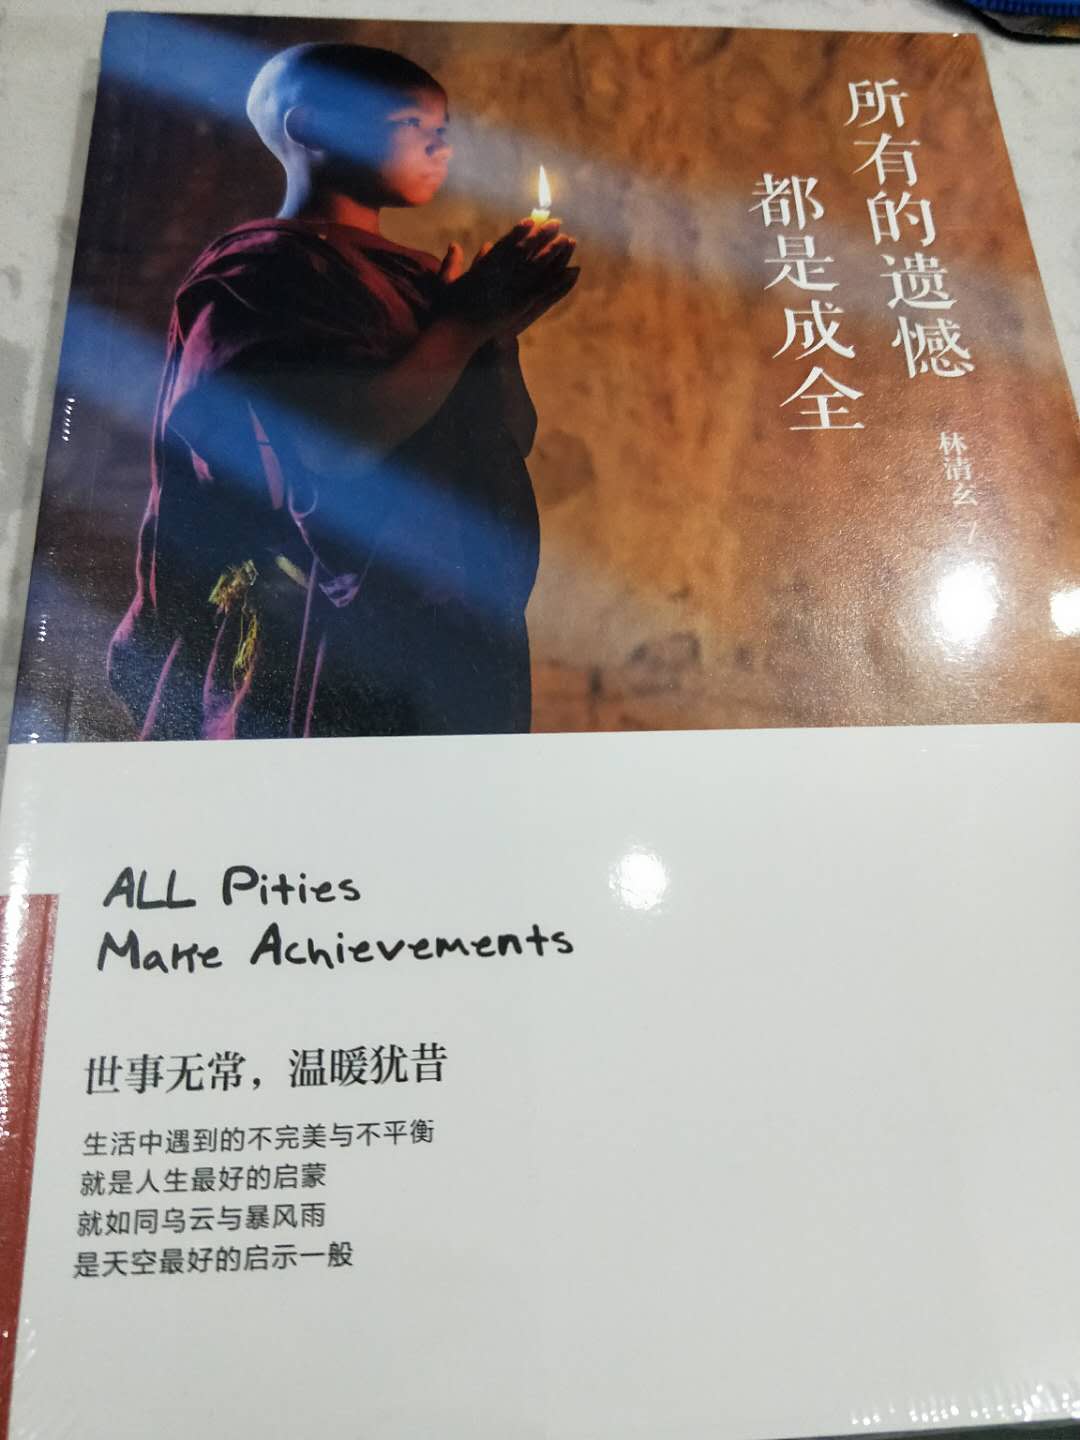 所有的遗憾
都是成全
林清玄
ALL Pities
Make Achievements
世事无常，温暖犹昔
生活中遇到的不完美与不平衡
就是人生最好的启蒙
就如同乌云与暴风雨
是天空最好的启示一般